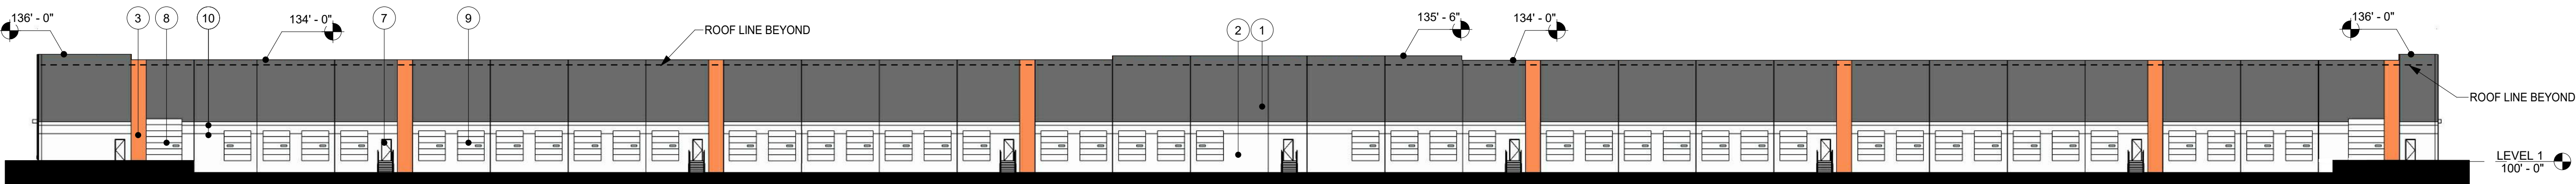 136' - 0"
3
8
10
134' - 0"
7
9
ROOF LINE BEYOND
2
1
135' - 6"
134' - 0"
136' - 0"
ROOF LINE BEYOND
LEVEL 1
100' - 0"